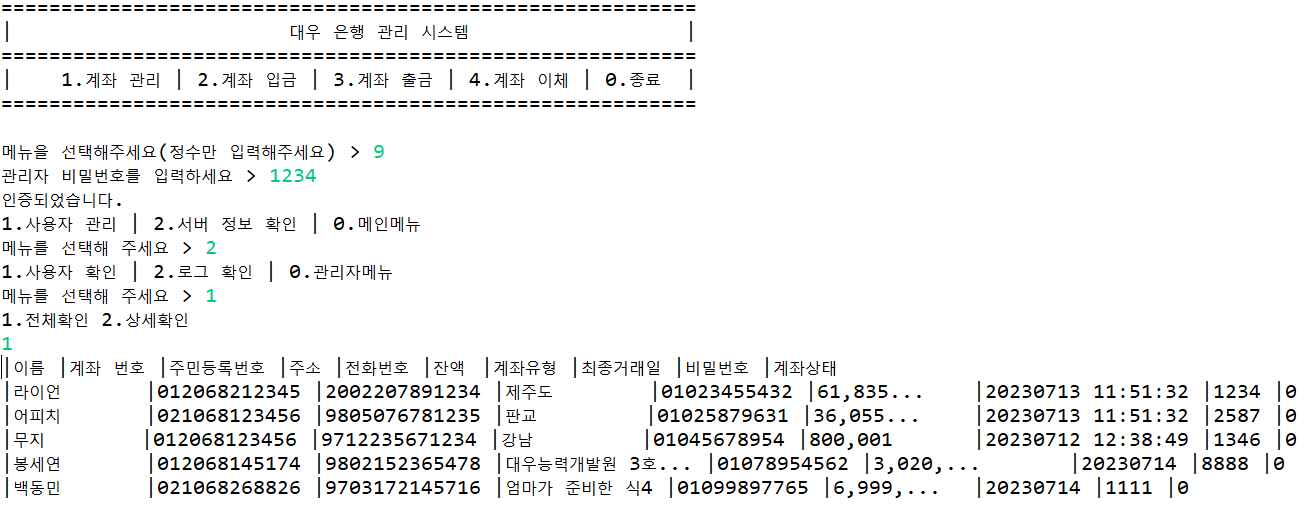 ==========================================================
|                        대우 은행 관리 시스템                  |
==========================================================
|    1.계좌 관리 | 2.계좌 입금 | 3.계좌 출금 | 4.계좌 이체 | 0.종료  |
==========================================================
메뉴을 선택해주세요(정수만 입력해주세요) > 9
관리자 비밀번호를 입력하세요 > 1234
인증되었습니다.
1.사용자 관리 | 2.서버 정보 확인 | 0.메인메뉴
메뉴를 선택해 주세요 > 2
1.사용자 확인 | 2.로그 확인 | 0.관리자메뉴
메뉴를 선택해 주세요 > 1
1.전체확인 2.상세확인
1
|이름 |계좌 번호 |주민등록번호 |주소 |전화번호 |잔액 |계좌유형 |최종거래일 |비밀번호 |계좌상태
|라이언 |012068212345 |2002207891234 |제주도 |01023455432 |61,835... |20230713 11:51:32 |1234 |0
|어피치 |021068123456 |9805076781235 |판교 |01025879631 |36,055... |20230713 11:51:32 |2587 |0
|무지 |012068123456 |9712235671234 |강남 |01045678954 |800,001 |20230712 12:38:49 |1346 |0
|봉세연 |012068145174 |9802152365478 |대우능력개발원 3호... |01078954562 |3,020,... |20230714 |8888 |0
|백동민 |021068268826 |9703172145716 |엄마가 준비한 식4 |01099897765 |6,999,... |20230714 |1111 |0